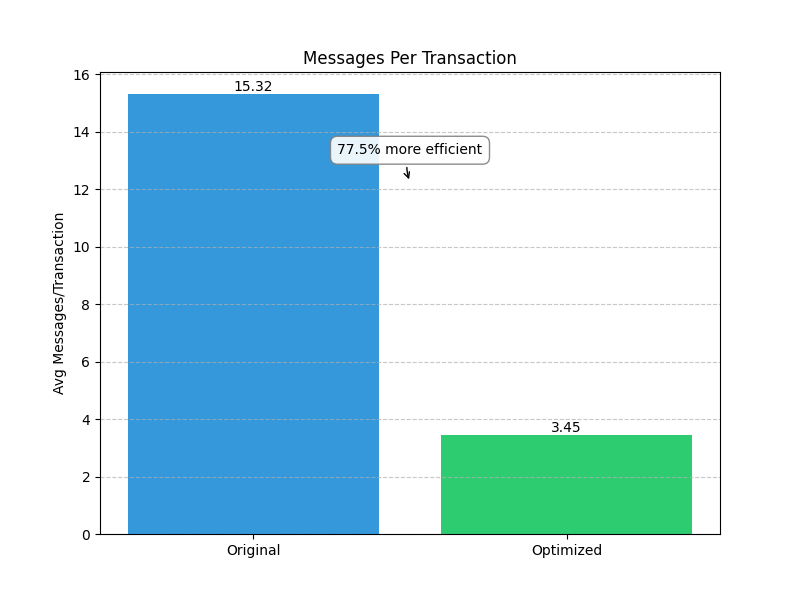 Messages Per Transaction
Avg Messages/Transaction
16
14
12
10
8
6
4
2
0
15.32
77.5% more efficient
3.45
Original
Optimized